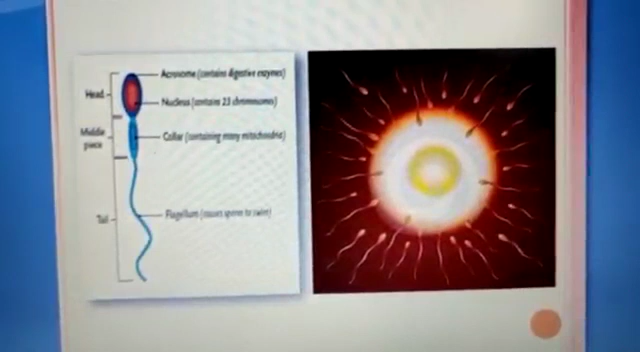 Acrosome (contains digestive enzymes)
Head
Nucleus (contains 23 chromosomes)
Middle
piece
Collar (containing many mitochondria)
Tail
Flagellum (causes sperm to swim)